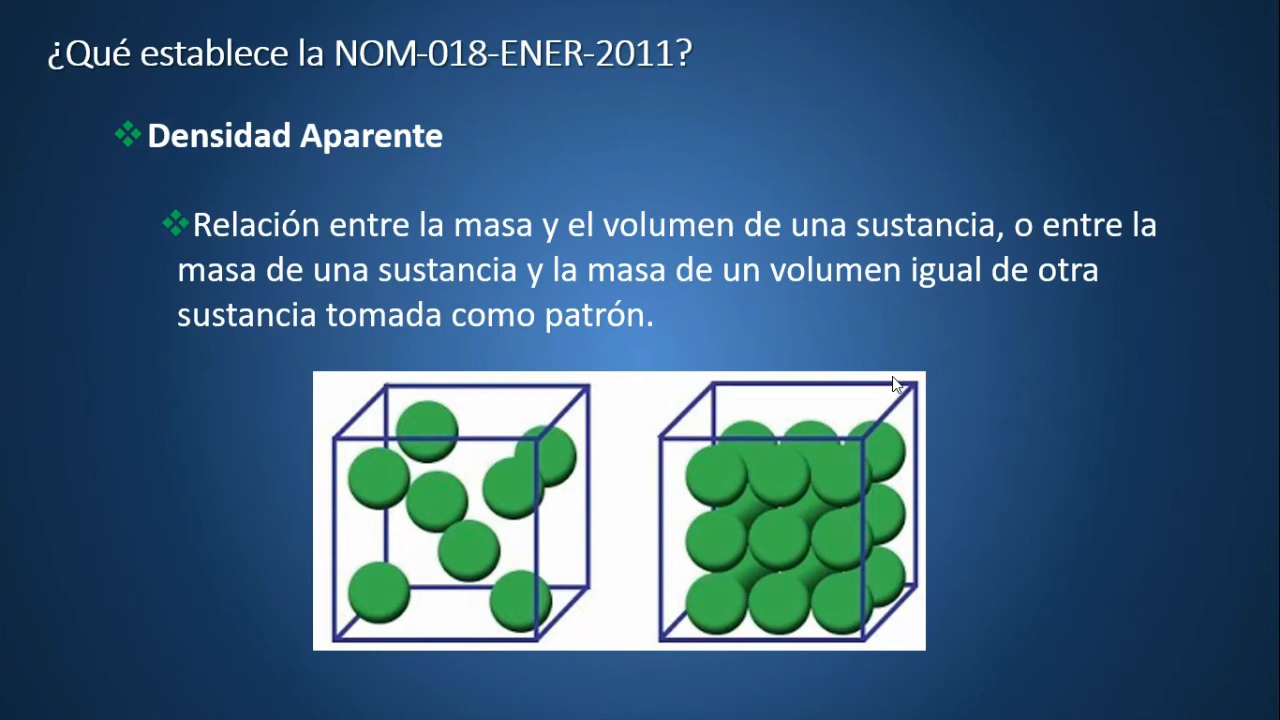 ¿Qué establece la NOM-018-ENER-2011?
Densidad Aparente
Relación entre la masa y el volumen de una sustancia, o entre la
masa de una sustancia y la masa de un volumen igual de otra
sustancia tomada como patrón.